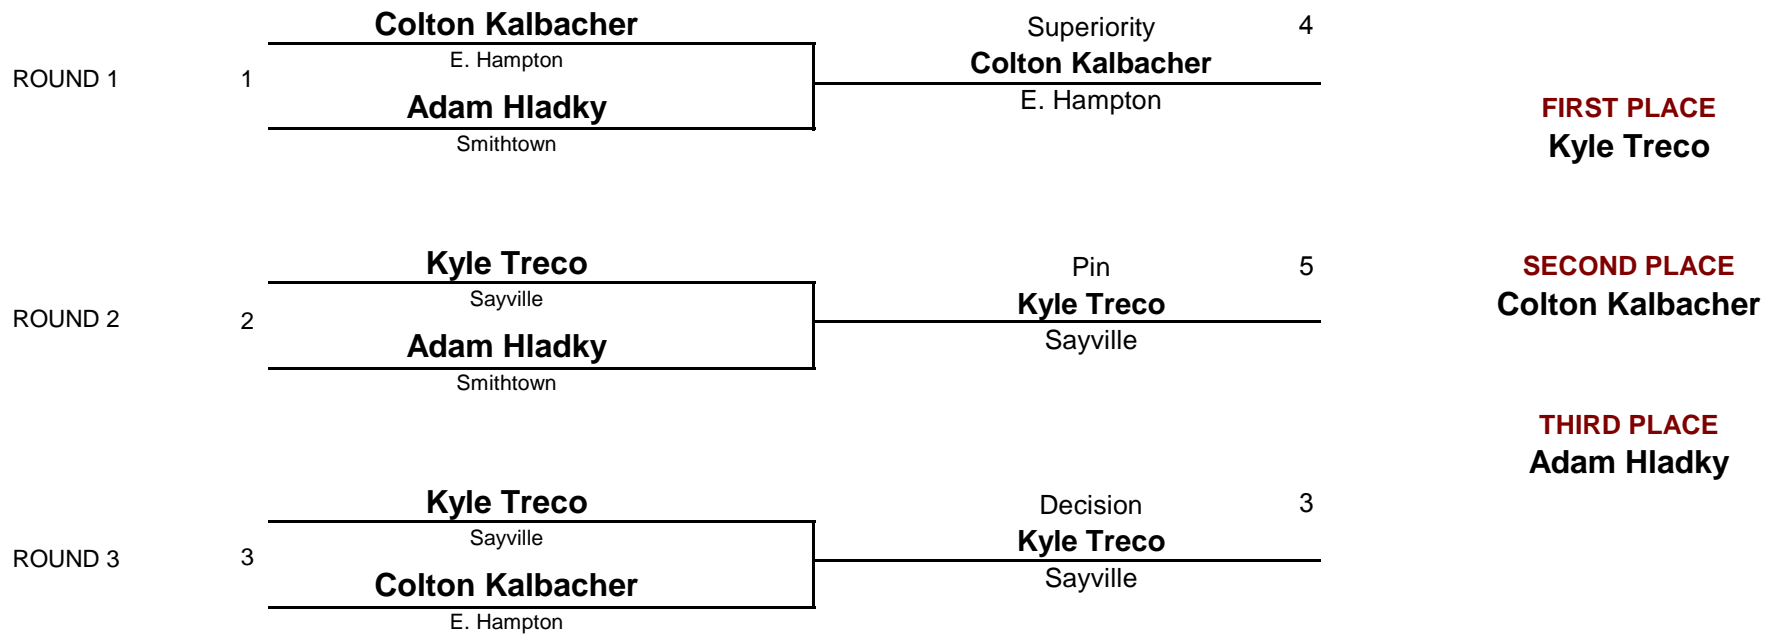 Colton Kalbacher
E. Hampton
ROUND 1
1
Adam Hladky
Smithtown
Superiority 4
Colton Kalbacher
E. Hampton
FIRST PLACE
Kyle Treco
Kyle Treco
Sayville
ROUND 2
2
Adam Hladky
Smithtown
Pin 5
Kyle Treco
Sayville
SECOND PLACE
Colton Kalbacher
THIRD PLACE
Adam Hladky
Kyle Treco
Sayville
ROUND 3
3
Colton Kalbacher
E. Hampton
Decision 3
Kyle Treco
Sayville